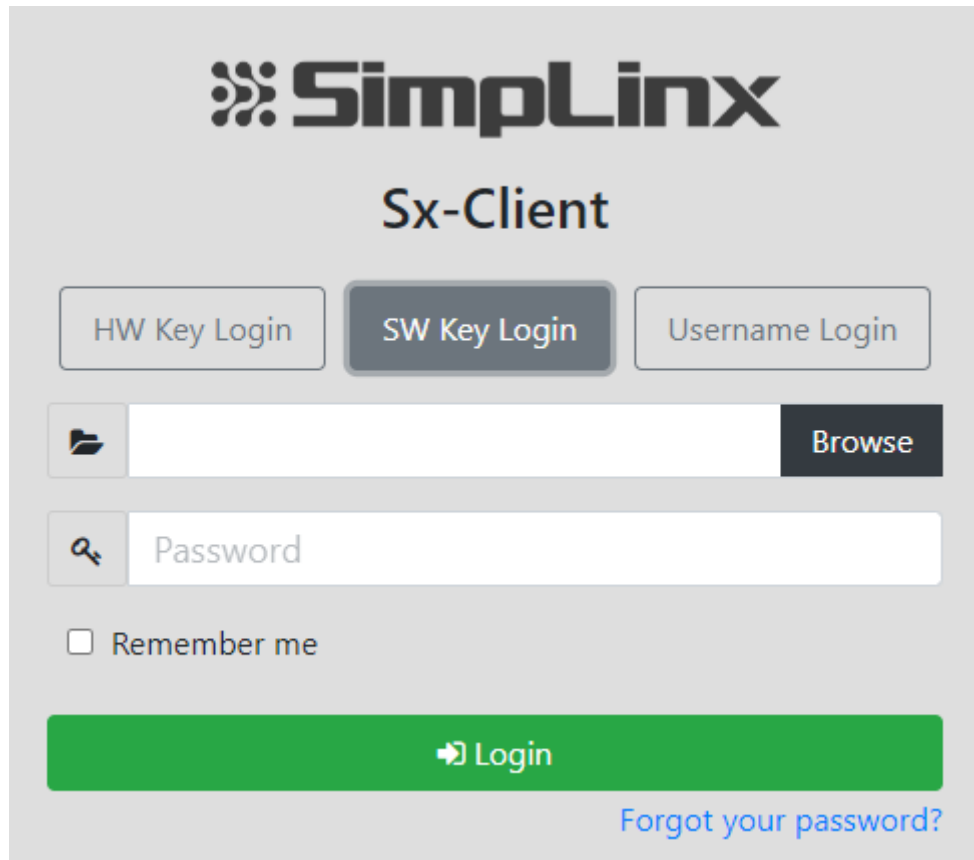 SimpLinx
Sx-Client
HW Key Login SW Key Login Username Login
Browse
Password
Remember me
Login
Forgot your password?